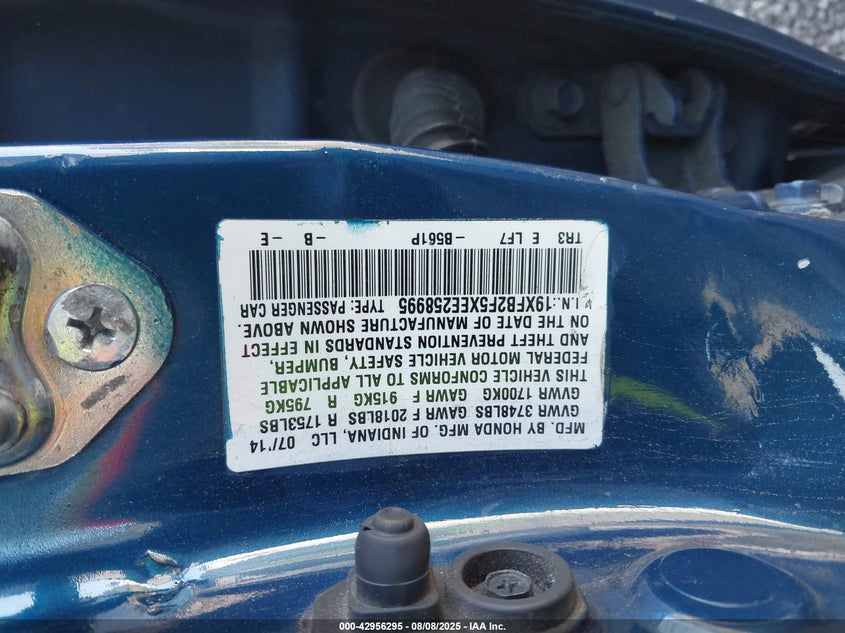 MFD. BY HONDA MFG. OF INDIANA, LLC 07/'14
GVWR 3748LBS GAWR F 2018LBS R 1753LBS
GVWR 1700KG GAWR F 915KG R 795KG
THIS VEHICLE CONFORMS TO ALL APPLICABLE
FEDERAL MOTOR VEHICLE SAFETY, BUMPER,
AND THEFT PREVENTION STANDARDS IN EFFECT
ON THE DATE OF MANUFACTURE SHOWN ABOVE.
V.I.N.:19XFB2F5XEE258995 TYPE:PASSENGER CAR
TR3 E LF7 -B561P -B -E
000-42956295 - 08/08/2025 - IAA Inc.